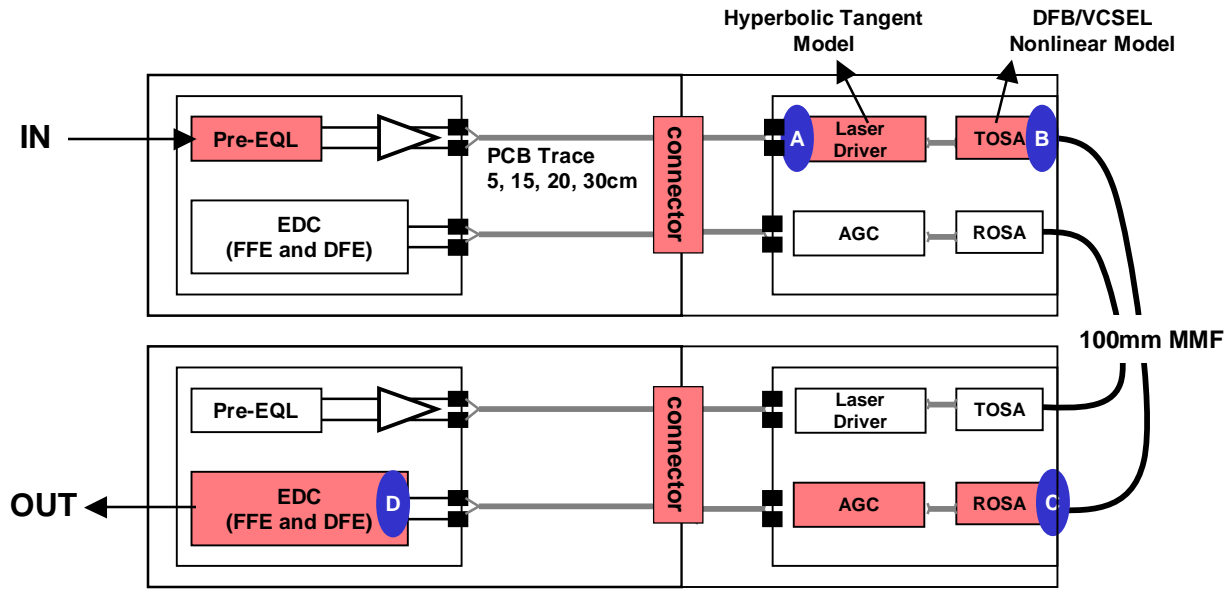 Hyperbolic Tangent
Model
DFB/VCSEL
Nonlinear Model
IN
Pre-EQL
PCB Trace
5, 15, 20, 30cm
connector
A
Laser
Driver
TOSA
B
EDC
(FFE and DFE)
AGC
ROSA
100mm MMF
Pre-EQL
connector
Laser
Driver
TOSA
OUT
EDC
(FFE and DFE)
D
AGC
ROSA
C